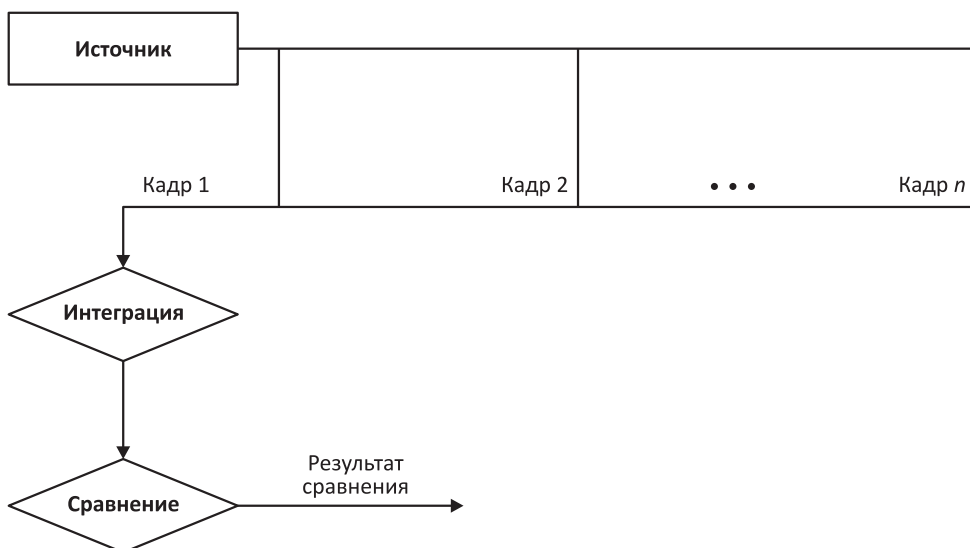 Источник
Кадр 1
Кадр 2
• • •
Кадр n
Интеграция
Результат
сравнения
Сравнение